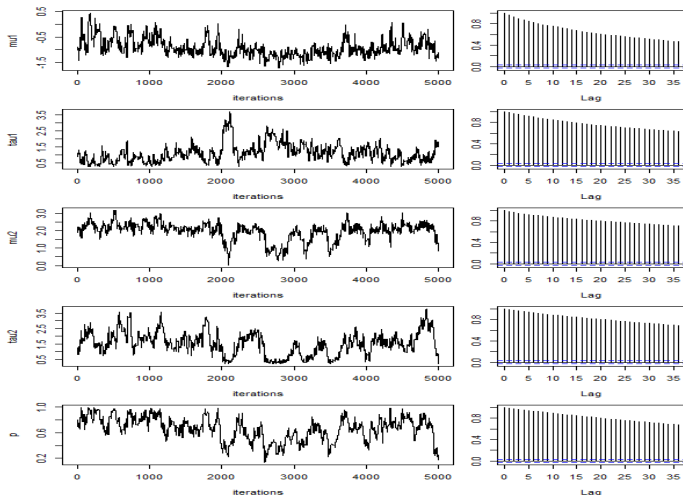 mu1
-1.5 -0.5 0.5
0 1000 2000 3000 4000 5000
iterations
0.0 0.4 0.8
0 5 10 15 20 25 30 35
Lag
tau1
0.5 1.5 2.5 3.5
0 1000 2000 3000 4000 5000
iterations
0.0 0.4 0.8
0 5 10 15 20 25 30 35
Lag
mu2
0.0 1.0 2.0 3.0
0 1000 2000 3000 4000 5000
iterations
0.0 0.4 0.8
0 5 10 15 20 25 30 35
Lag
tau2
0.5 1.5 2.5 3.5
0 1000 2000 3000 4000 5000
iterations
0.0 0.4 0.8
0 5 10 15 20 25 30 35
Lag
p
0.2 0.6 1.0
0 1000 2000 3000 4000 5000
iterations
0.0 0.4 0.8
0 5 10 15 20 25 30 35
Lag